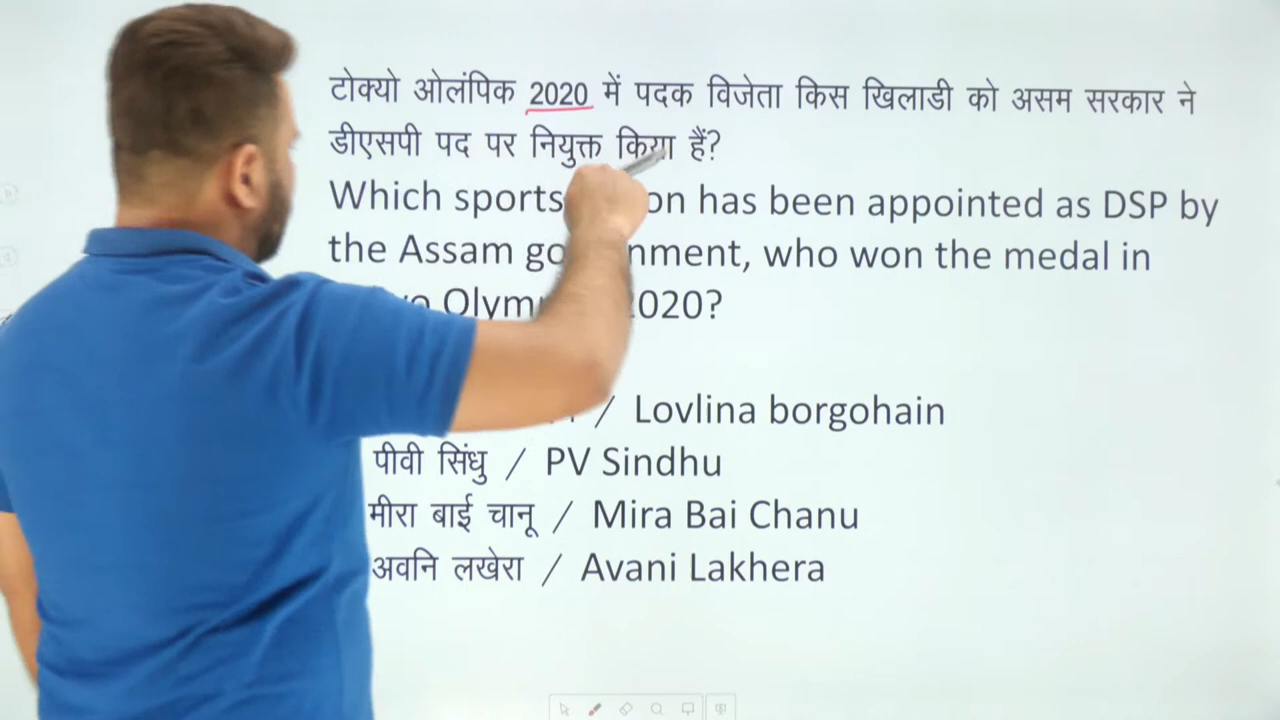 टोक्यो ओलंपिक 2020 में पदक विजेता किस खिलाडी को असम सरकार ने
डीएसपी पद पर नियुक्त किया हैं?
Which sports on has been appointed as DSP by
the Assam go nment, who won the medal in
Olym 020?
/ Lovlina borgohain
पीवी सिंधु / PV Sindhu
मीरा बाई चानू / Mira Bai Chanu
अवनि लखेरा / Avani Lakhera